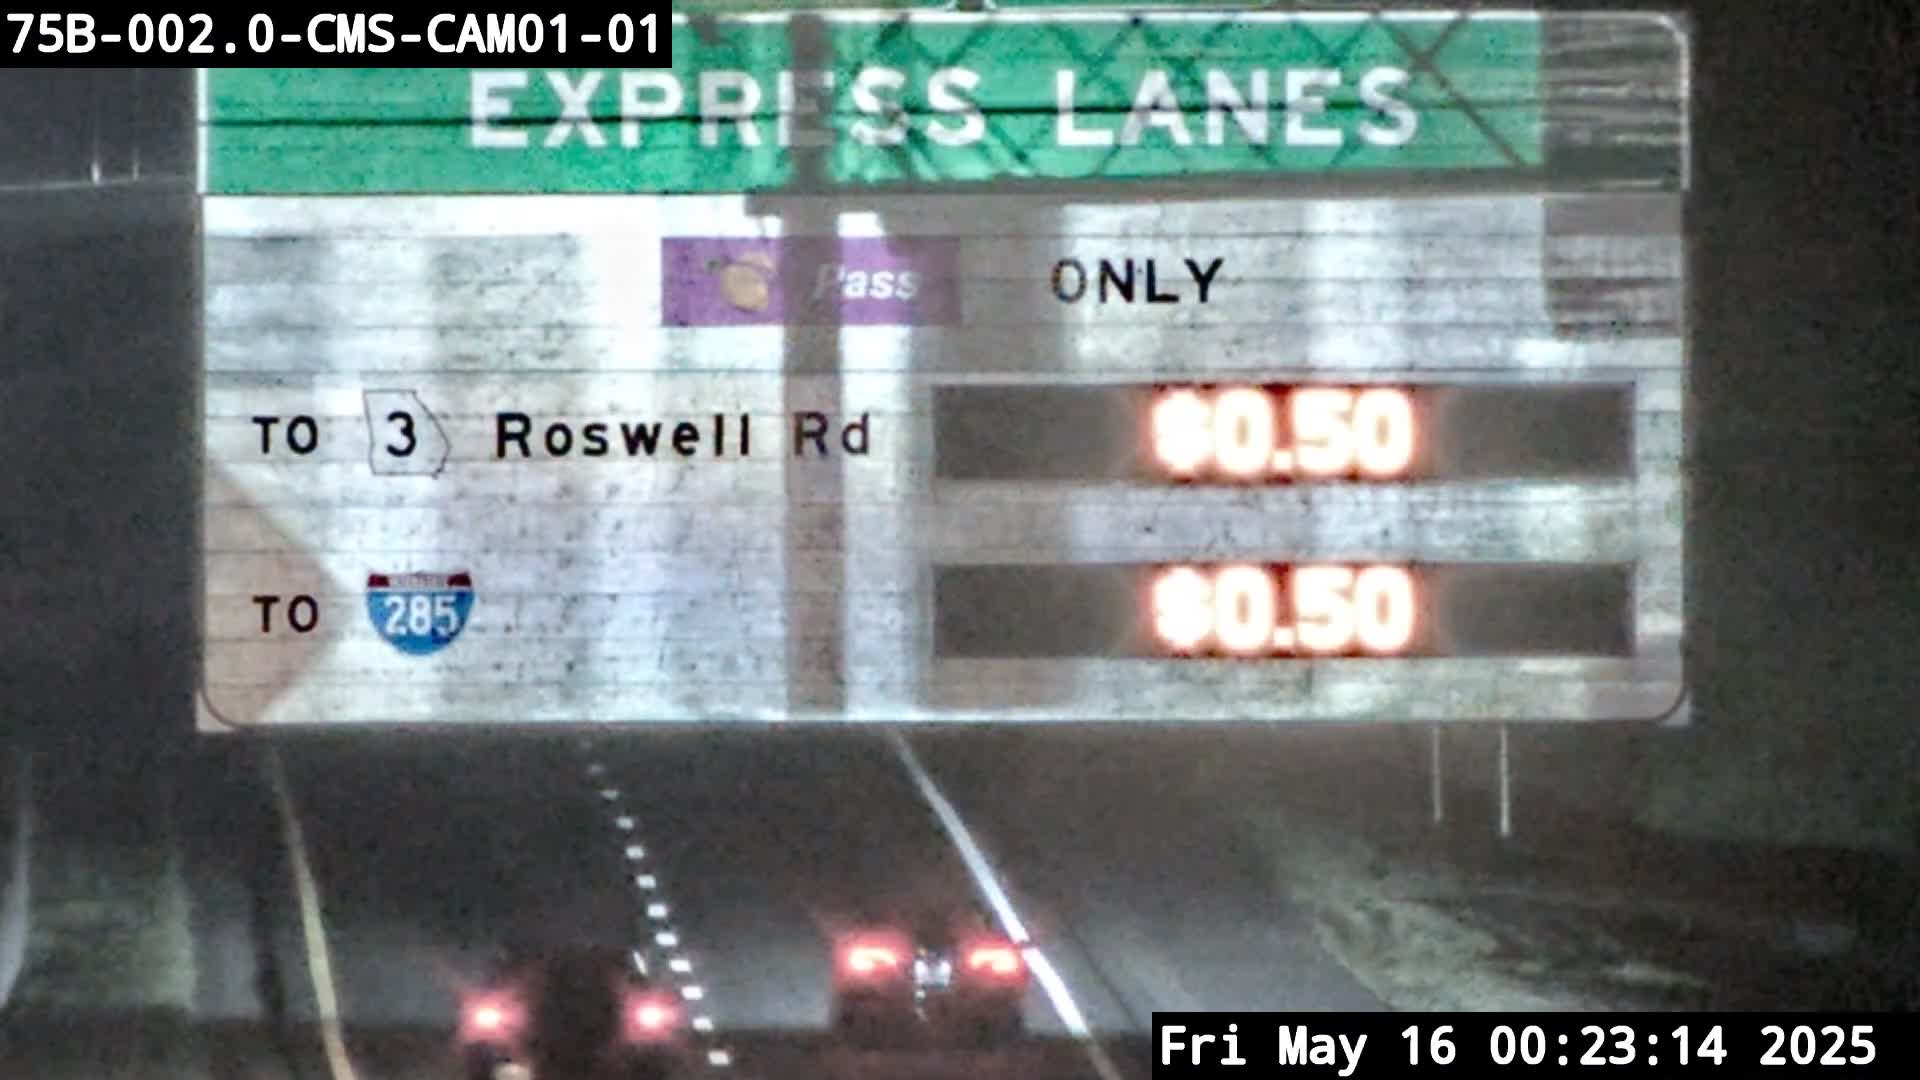 75B-002.0-CMS-CAM01-01
EXPRESS LANES
Pass ONLY
TO 3 Roswell Rd $0.50
TO 285 $0.50
Fri May 16 00:23:14 2025